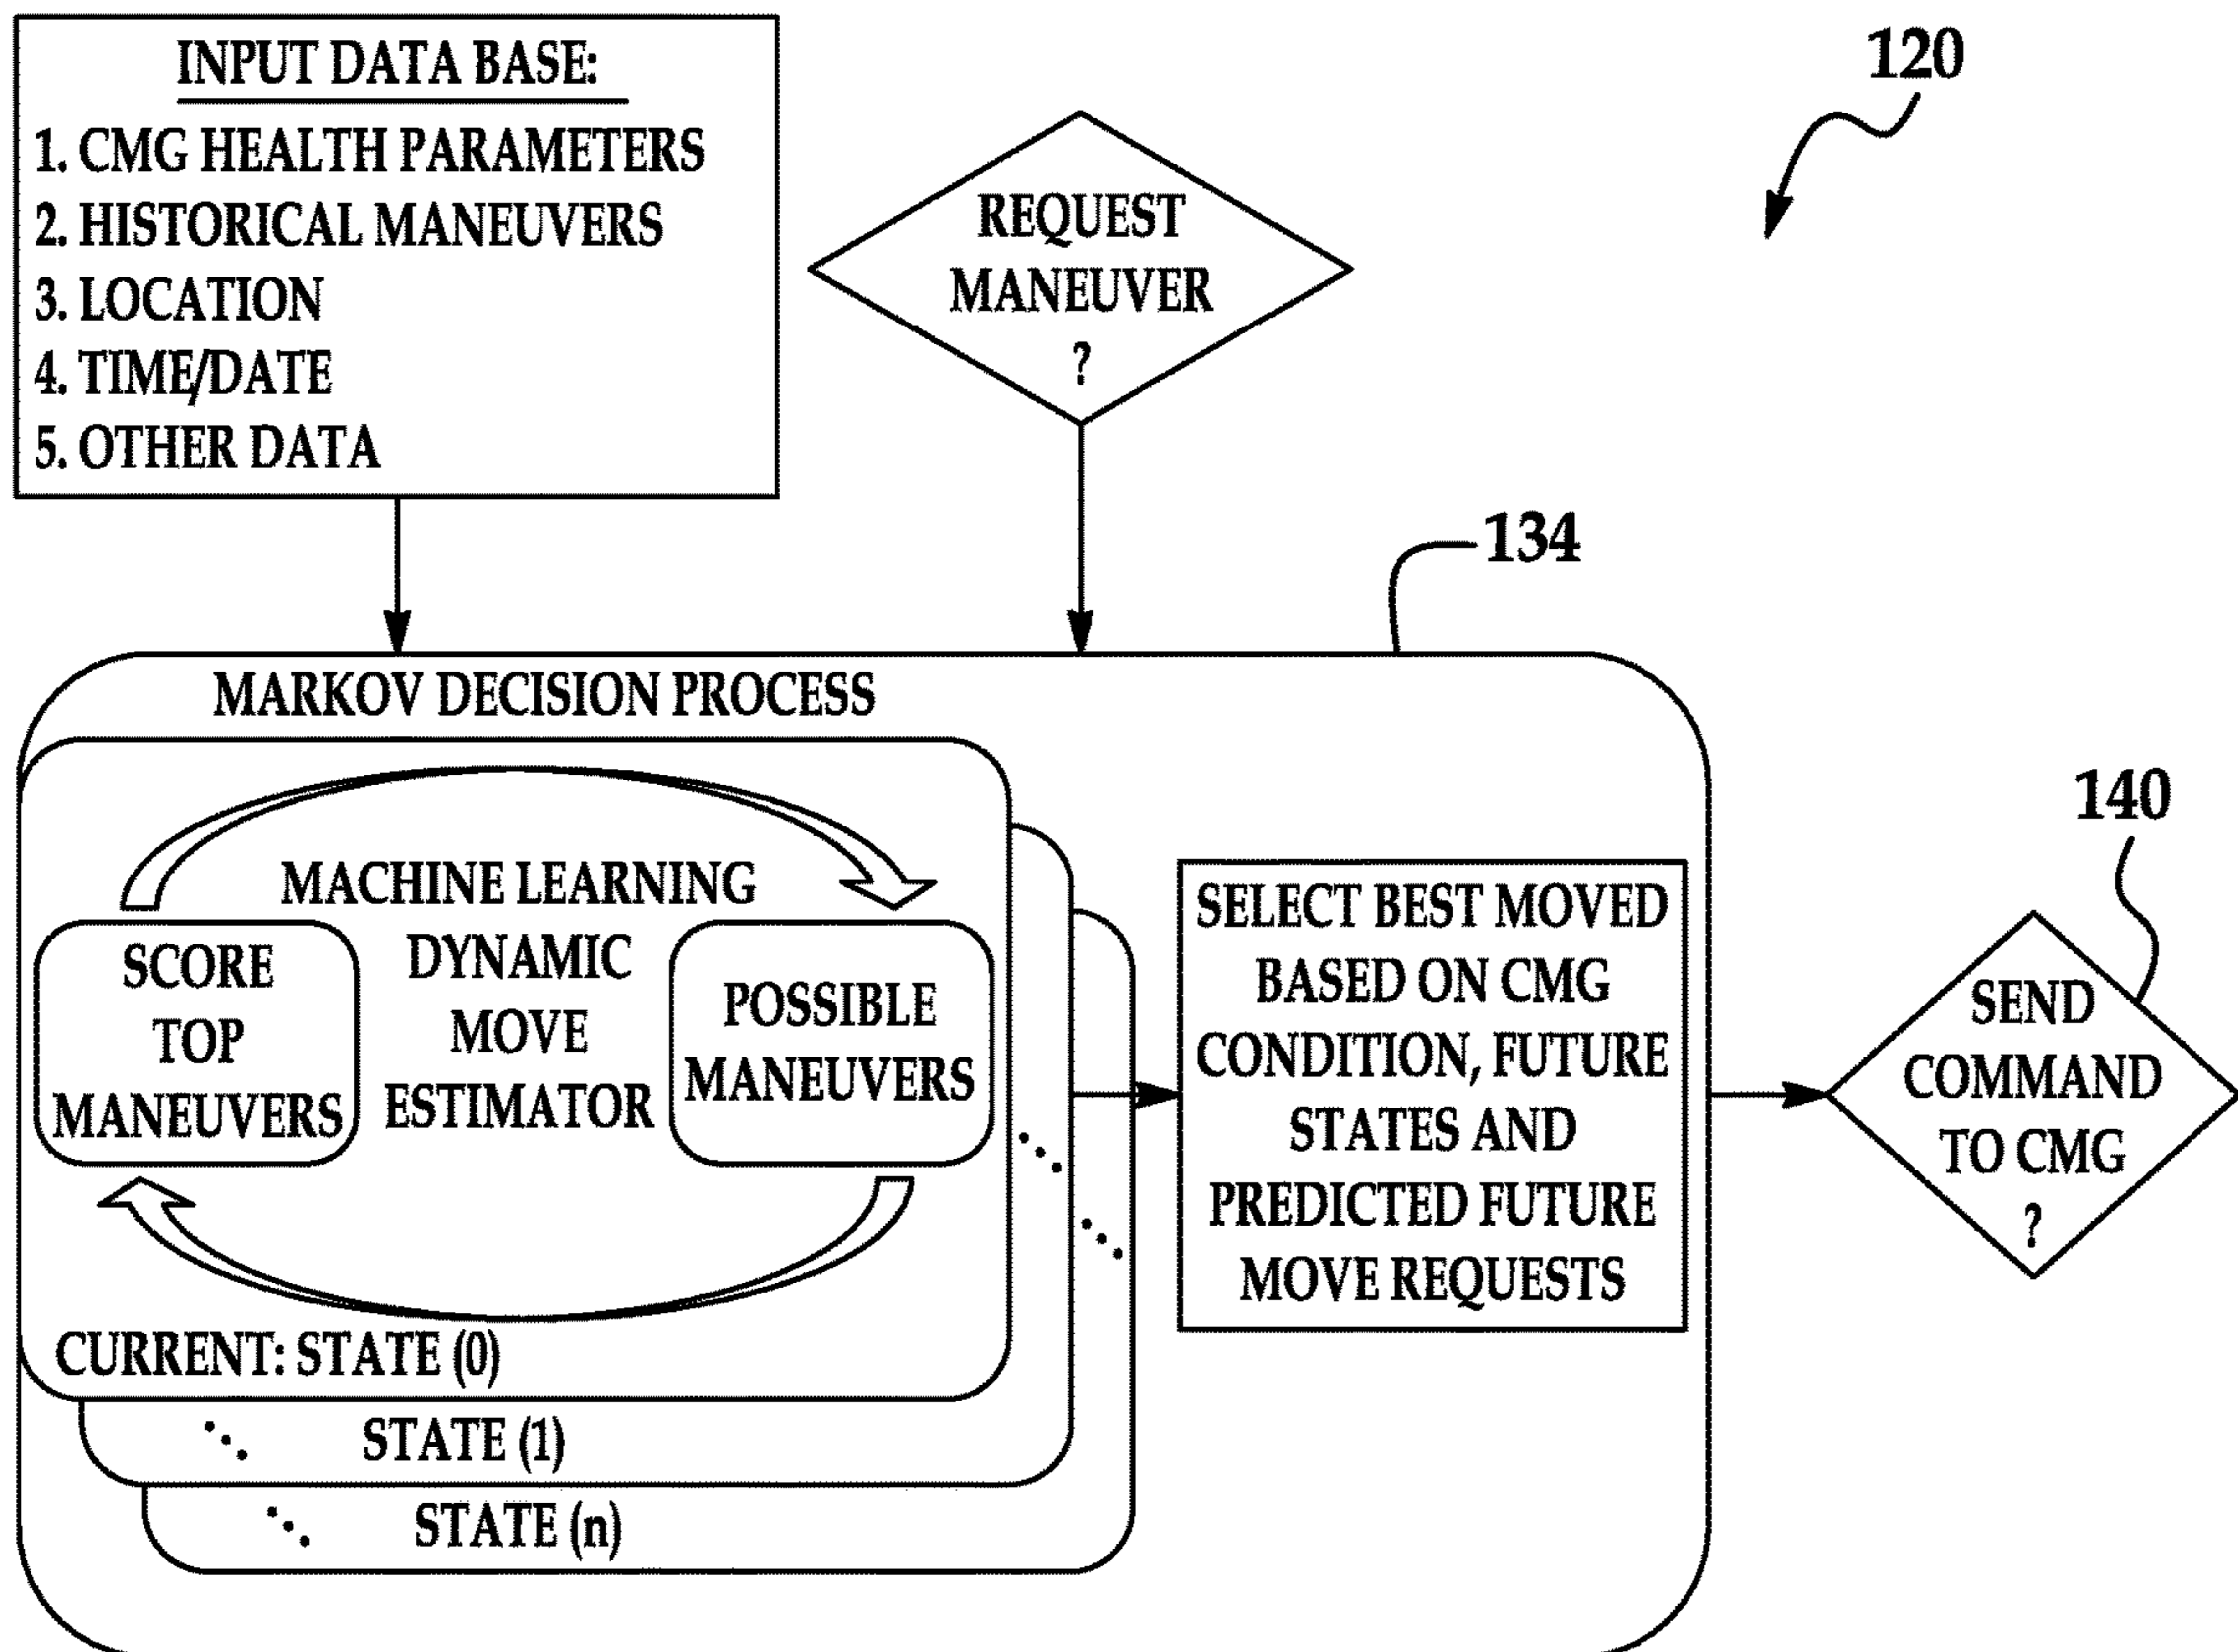 INPUT DATA BASE:
1. CMG HEALTH PARAMETERS
2. HISTORICAL MANEUVERS
3. LOCATION
4. TIME/DATE
5. OTHER DATA
REQUEST
MANEUVER
?
120
134
MARKOV DECISION PROCESS
MACHINE LEARNING
DYNAMIC
MOVE
ESTIMATOR
SCORE
TOP
MANEUVERS
POSSIBLE
MANEUVERS
CURRENT: STATE (0)
STATE (1)
STATE (n)
SELECT BEST MOVED
BASED ON CMG
CONDITION, FUTURE
STATES AND
PREDICTED FUTURE
MOVE REQUESTS
140
SEND
COMMAND
TO CMG
?